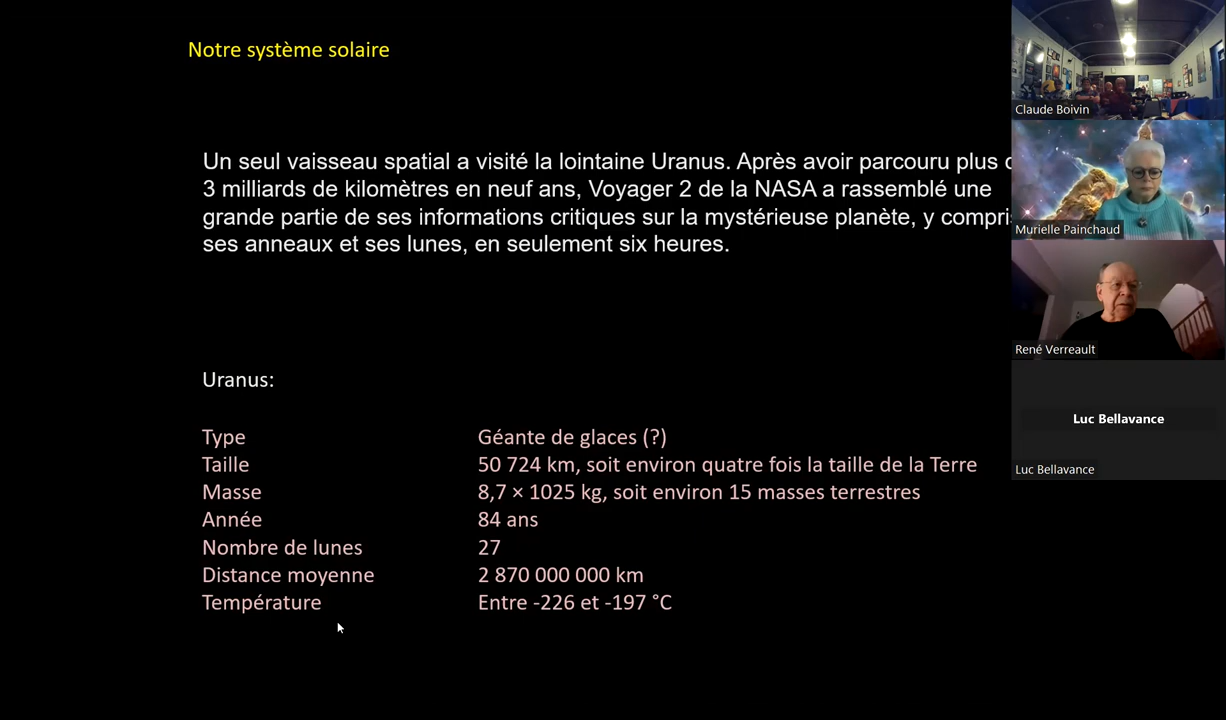 Notre système solaire
Un seul vaisseau spatial a visité la lointaine Uranus. Après avoir parcouru plus
3 milliards de kilomètres en neuf ans, Voyager 2 de la NASA a rassemblé une
grande partie de ses informations critiques sur la mystérieuse planète, y compris
ses anneaux et ses lunes, en seulement six heures.
Uranus:
Type Géante de glaces (?)
Taille 50 724 km, soit environ quatre fois la taille de la Terre
Masse 8,7 × 1025 kg, soit environ 15 masses terrestres
Année 84 ans
Nombre de lunes 27
Distance moyenne 2 870 000 000 km
Température Entre -226 et -197 °C
Claude Boivin
Murielle Painchaud
René Verreault
Luc Bellavance
Luc Bellavance